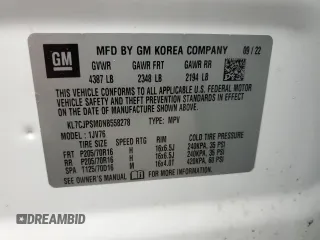 GM
MFD BY GM KOREA COMPANY 09 / 22
GVWR GAWR FRT GAWR RR
4387 LB 2348 LB 2194 LB
THIS VEHICLE CONFORMS TO ALL APPLICABLE U.S. FEDERAL MOTOR
VEHICLE SAFETY, BUMPER, AND THEFT PREVENTION STANDARDS IN
EFFECT ON THE DATE OF MANUFACTURE SHOWN ABOVE.
TYPE: MPV
MODEL: 1JV76
TIRE SIZE SPEED RTG RIM COLD TIRE PRESSURE
FRT P205/70R16 H 16x6.5J 240KPA, 35 PSI
RR P205/70R16 H 16x6.5J 240KPA, 35 PSI
SPA T125/70D16 M 16x4.0T 420KPA, 60 PSI
SEE OWNER'S MANUAL FOR ADDITIONAL INFORMATION.
AUTOBIDMASTER